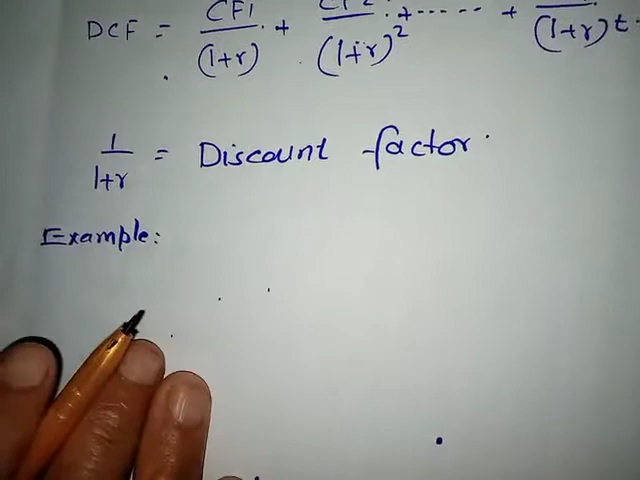 DCF = CF1/(1+r) + CF2/(1+r)² + ...... + /(1+r)t
1/1+r = Discount factor.
Example: